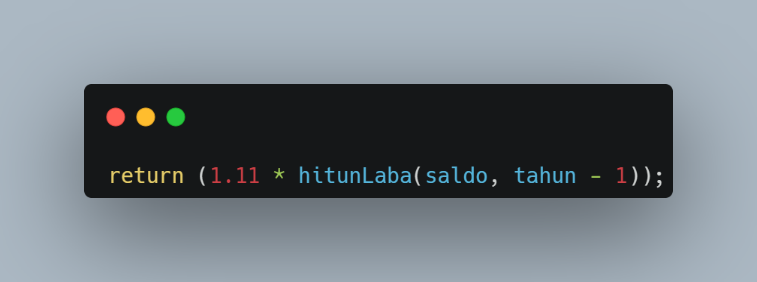 return (1.11 * hitunLaba(saldo, tahun - 1));